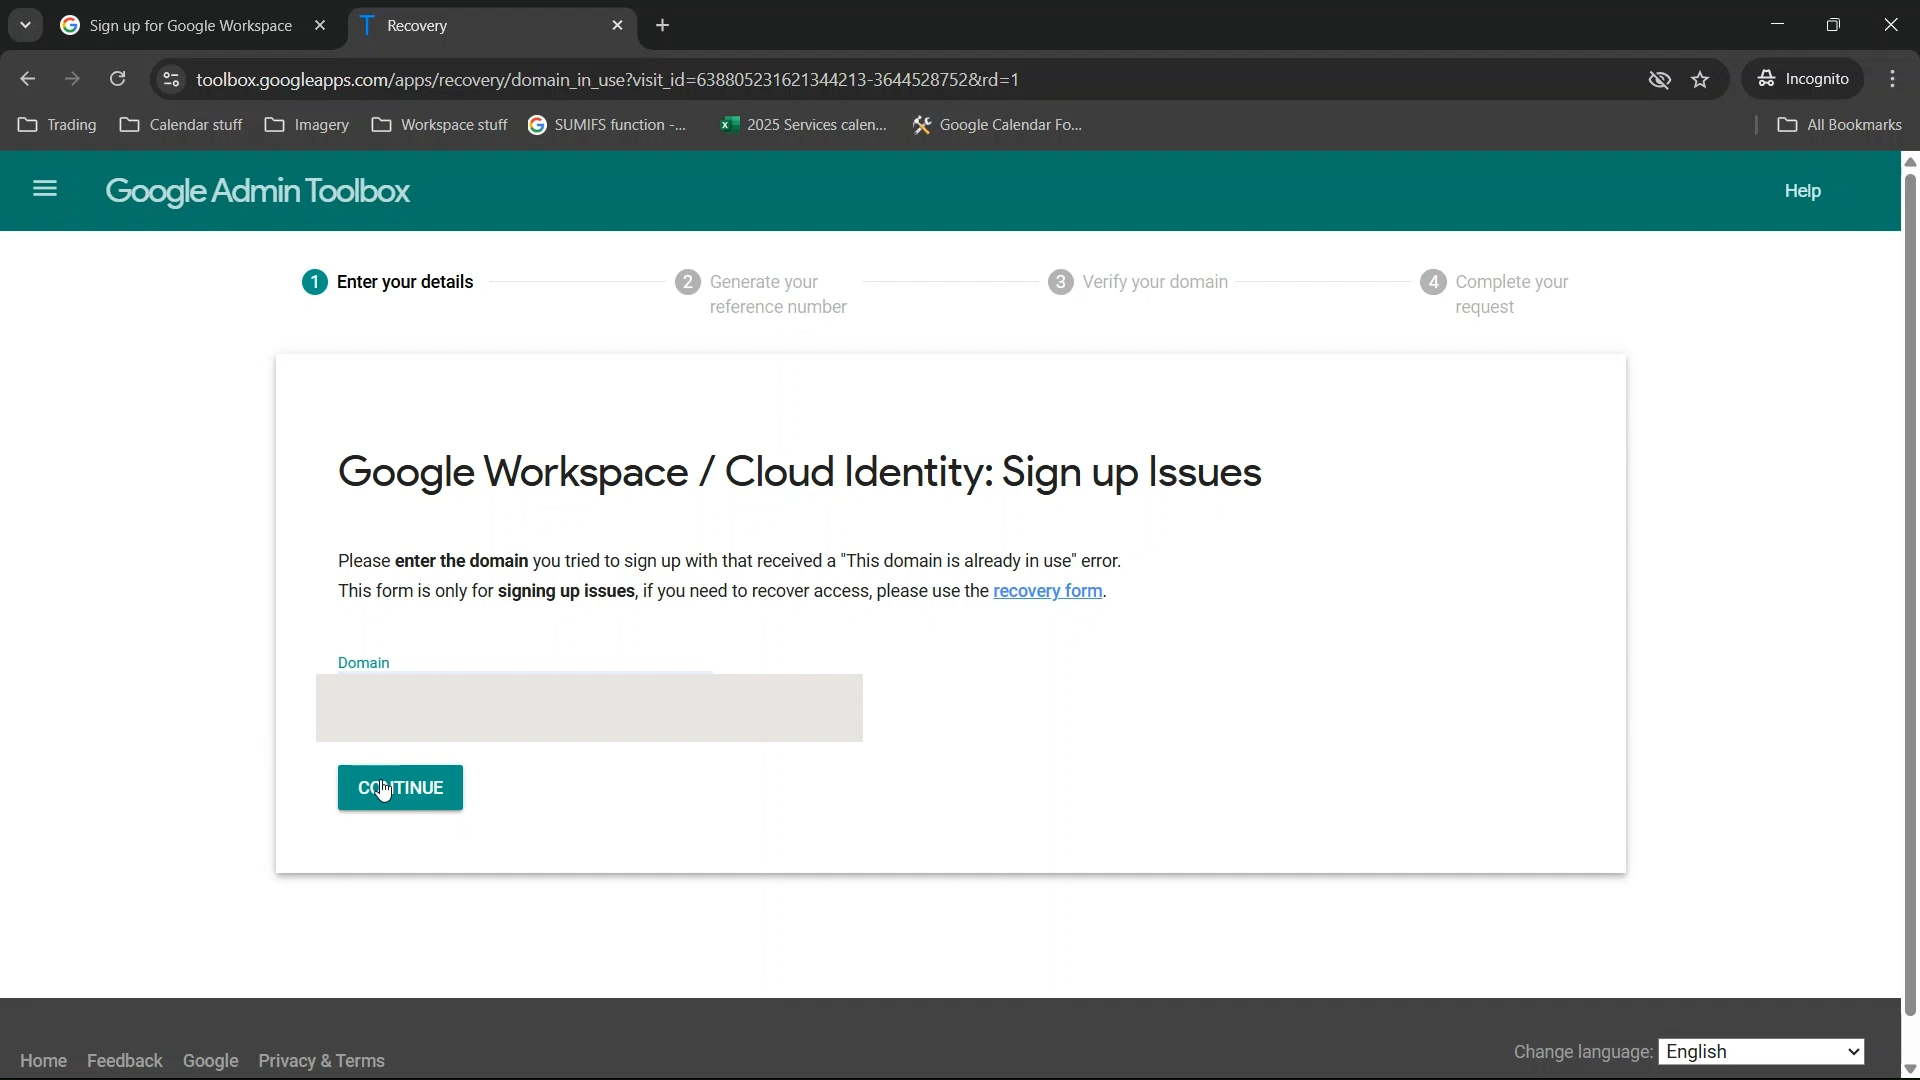 Sign up for Google Workspace
Recovery
toolbox.googleapps.com/apps/recovery/domain_in_use?visit_id=638805231621344213-3644528752&rd=1
Incognito
Trading
Calendar stuff
Imagery
Workspace stuff
SUMIFS function -...
2025 Services calen...
Google Calendar Fo...
All Bookmarks
Google Admin Toolbox
Help
1 Enter your details
2 Generate your
reference number
3 Verify your domain
4 Complete your
request
Google Workspace / Cloud Identity: Sign up Issues
Please enter the domain you tried to sign up with that received a "This domain is already in use" error.
This form is only for signing up issues, if you need to recover access, please use the recovery form.
Domain
CONTINUE
Home
Feedback
Google
Privacy & Terms
Change language:
English